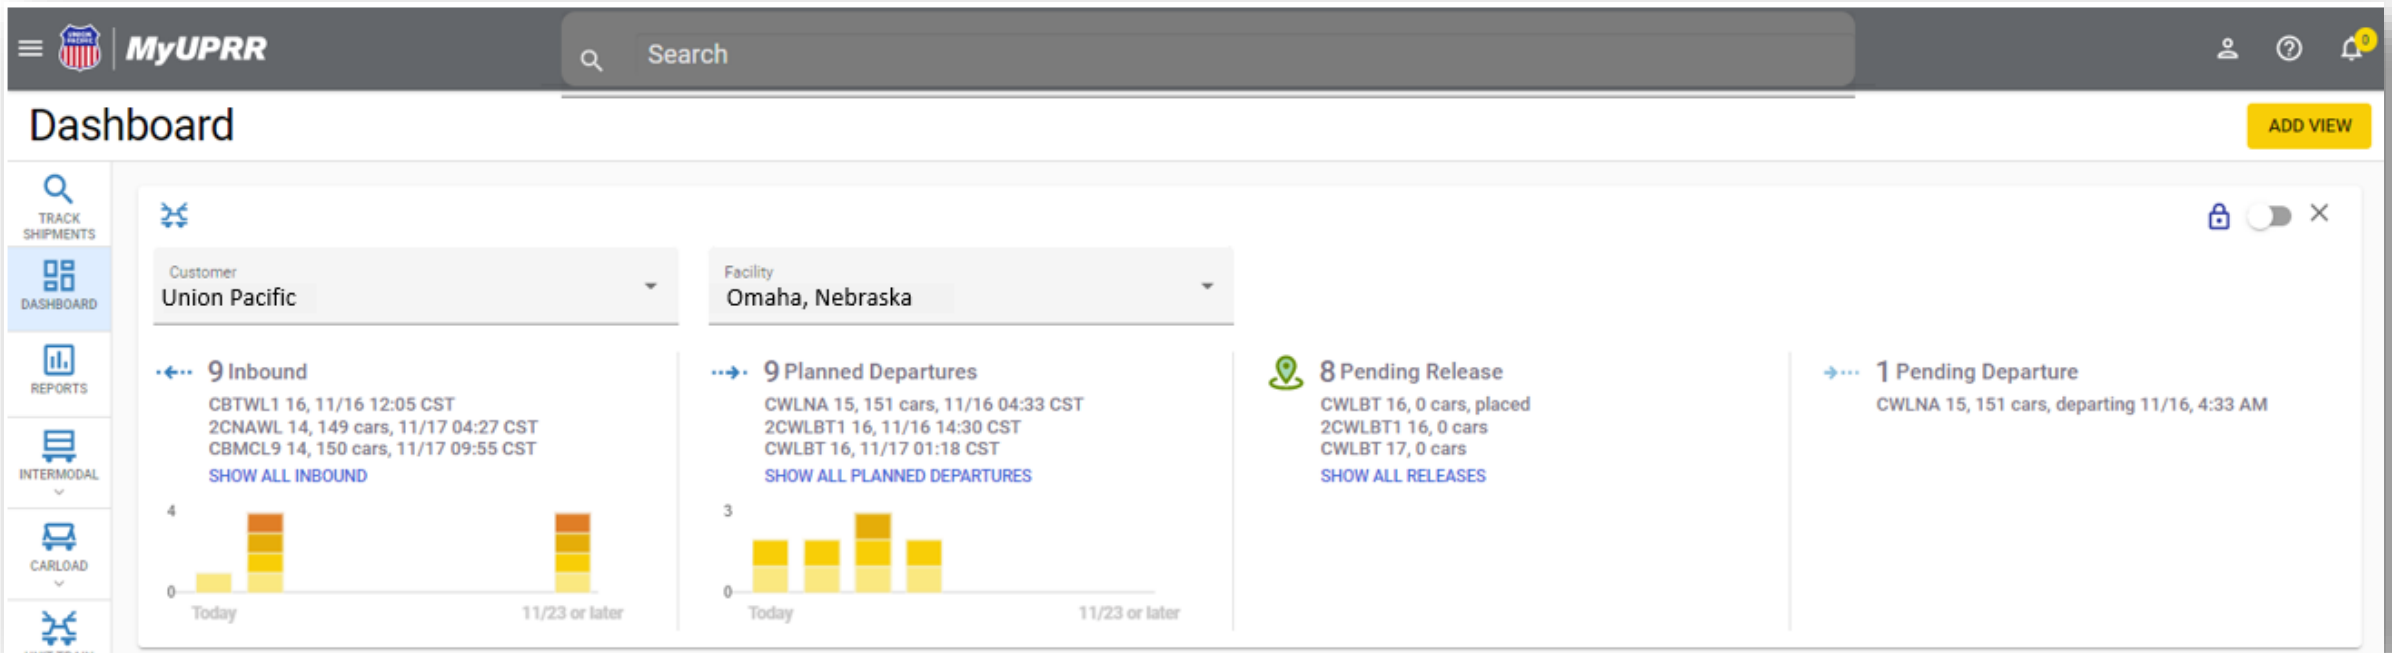 UNION PACIFIC
MyUPRR
Search
0
Dashboard
ADD VIEW
TRACK SHIPMENTS
DASHBOARD
REPORTS
INTERMODAL
CARLOAD
Customer
Union Pacific
Facility
Omaha, Nebraska
9 Inbound
CBTWL1 16, 11/16 12:05 CST
2CNAWL 14, 149 cars, 11/17 04:27 CST
CBMCL9 14, 150 cars, 11/17 09:55 CST
SHOW ALL INBOUND
4
0
Today
11/23 or later
9 Planned Departures
CWLNA 15, 151 cars, 11/16 04:33 CST
2CWLBT1 16, 11/16 14:30 CST
CWLBT 16, 11/17 01:18 CST
SHOW ALL PLANNED DEPARTURES
3
0
Today
11/23 or later
8 Pending Release
CWLBT 16, 0 cars, placed
2CWLBT1 16, 0 cars
CWLBT 17, 0 cars
SHOW ALL RELEASES
1 Pending Departure
CWLNA 15, 151 cars, departing 11/16, 4:33 AM